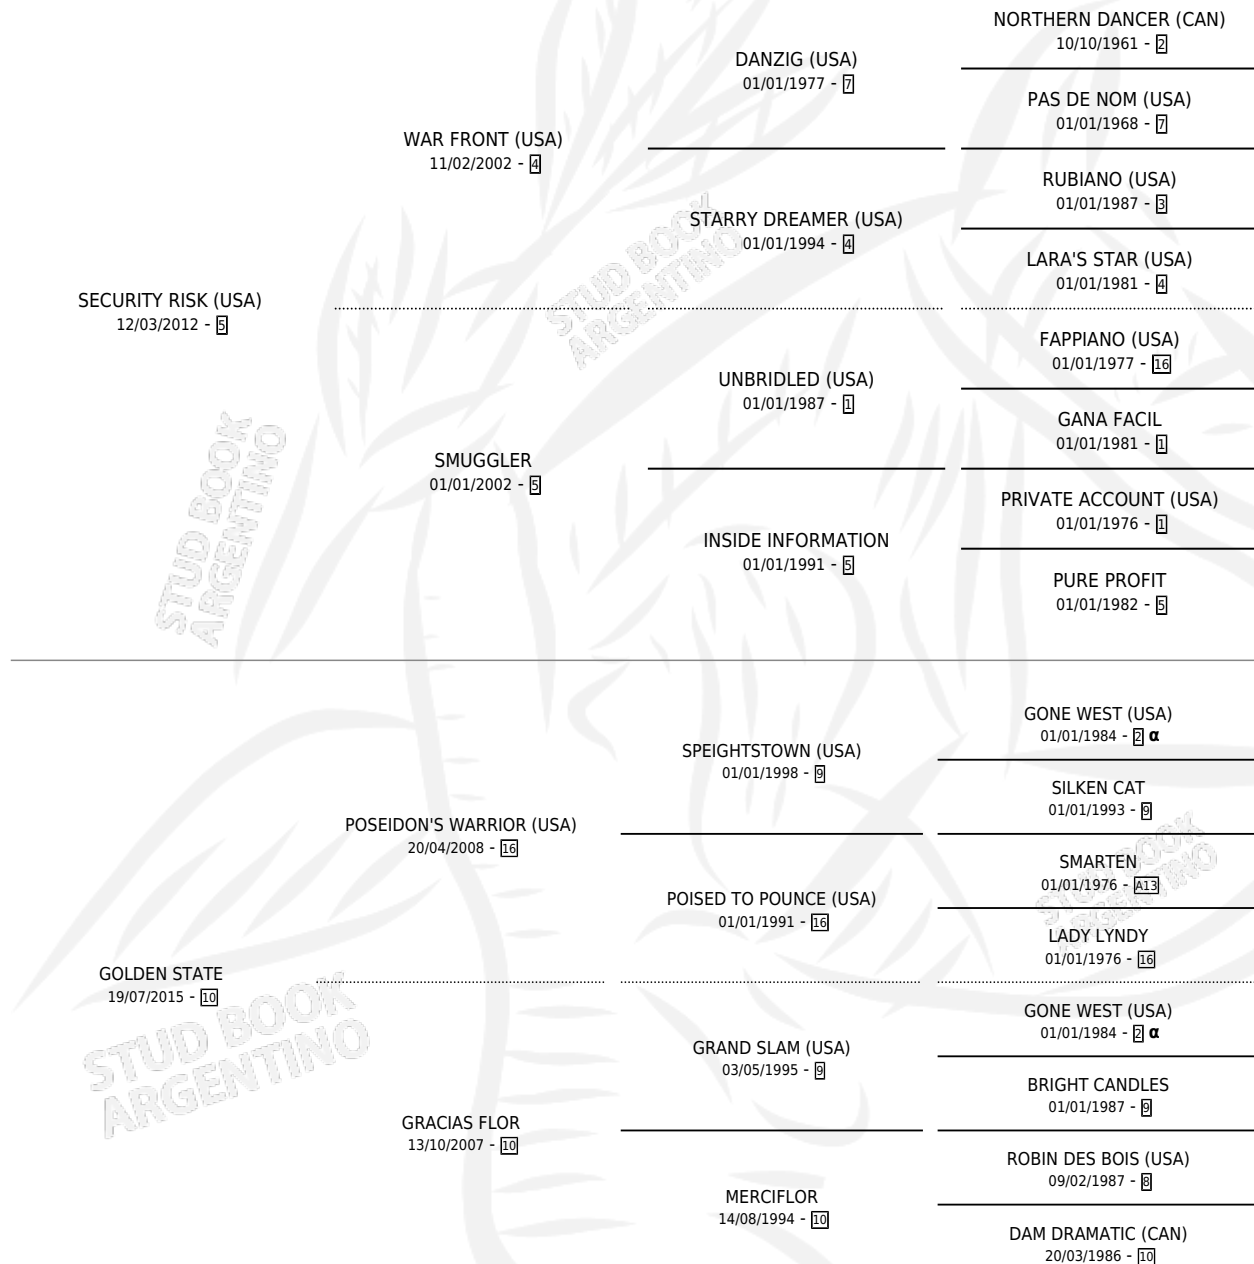 NORTHERN DANCER (CAN)
10/10/1961 - 2
DANZIG (USA)
01/01/1977 - 7
PAS DE NOM (USA)
01/01/1968 - 7
WAR FRONT (USA)
11/02/2002 - 4
RUBIANO (USA)
01/01/1987 - 3
STARRY DREAMER (USA)
01/01/1994 - 4
LARA'S STAR (USA)
01/01/1981 - 4
SECURITY RISK (USA)
12/03/2012 - 5
FAPPIANO (USA)
01/01/1977 - 16
UNBRIDLED (USA)
01/01/1987 - 1
GANA FACIL
01/01/1981 - 1
SMUGGLER
01/01/2002 - 5
PRIVATE ACCOUNT (USA)
01/01/1976 - 1
INSIDE INFORMATION
01/01/1991 - 5
PURE PROFIT
01/01/1982 - 5
GONE WEST (USA)
01/01/1984 - 2 α
SPEIGHTSTOWN (USA)
01/01/1998 - 9
SILKEN CAT
01/01/1993 - 9
POSEIDON'S WARRIOR (USA)
20/04/2008 - 16
SMARTEN
01/01/1976 - A13
POISED TO POUNCE (USA)
01/01/1991 - 16
LADY LYNDY
01/01/1976 - 16
GOLDEN STATE
19/07/2015 - 10
GONE WEST (USA)
01/01/1984 - 2 α
GRAND SLAM (USA)
03/05/1995 - 9
BRIGHT CANDLES
01/01/1987 - 9
GRACIAS FLOR
13/10/2007 - 10
ROBIN DES BOIS (USA)
09/02/1987 - 8
MERCIFLOR
14/08/1994 - 10
DAM DRAMATIC (CAN)
20/03/1986 - 10
STUD BOOK
ARGENTINO
STUD BOOK
ARGENTINO
STUD BOOK
ARGENTINO
STUD BOOK
ARGENTINO